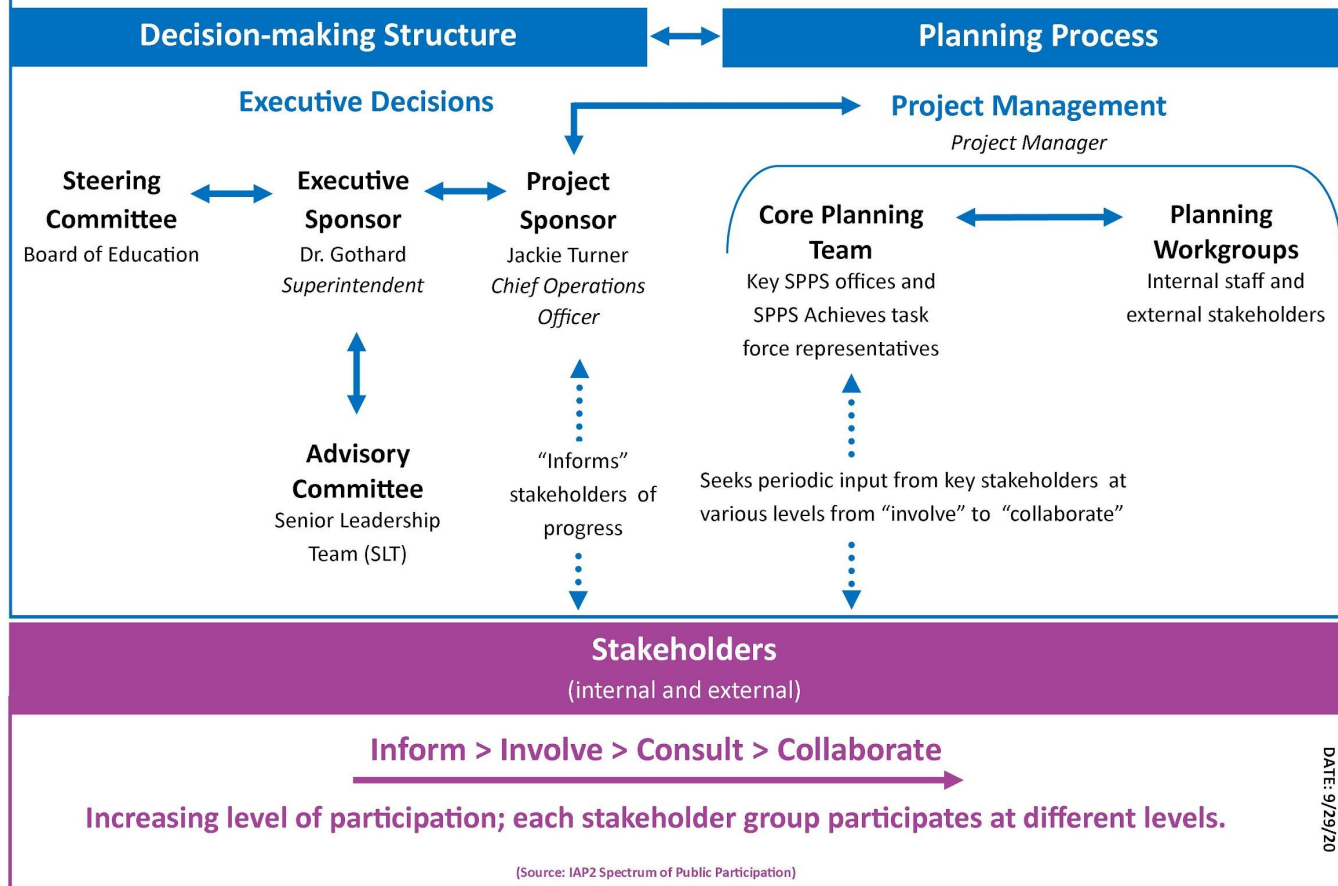 Decision-making Structure
Planning Process
Executive Decisions
Project Management
Project Manager
Steering
Committee
Board of Education
Executive
Sponsor
Dr. Gothard
Superintendent
Project
Sponsor
Jackie Turner
Chief Operations
Officer
Core Planning
Team
Key SPPS offices and
SPPS Achieves task
force representatives
Planning
Workgroups
Internal staff and
external stakeholders
Advisory
Committee
Senior Leadership
Team (SLT)
“Informs”
stakeholders of
progress
Seeks periodic input from key stakeholders at
various levels from “involve” to “collaborate”
Stakeholders
(internal and external)
Inform > Involve > Consult > Collaborate
Increasing level of participation; each stakeholder group participates at different levels.
(Source: IAP2 Spectrum of Public Participation)
DATE: 9/29/20